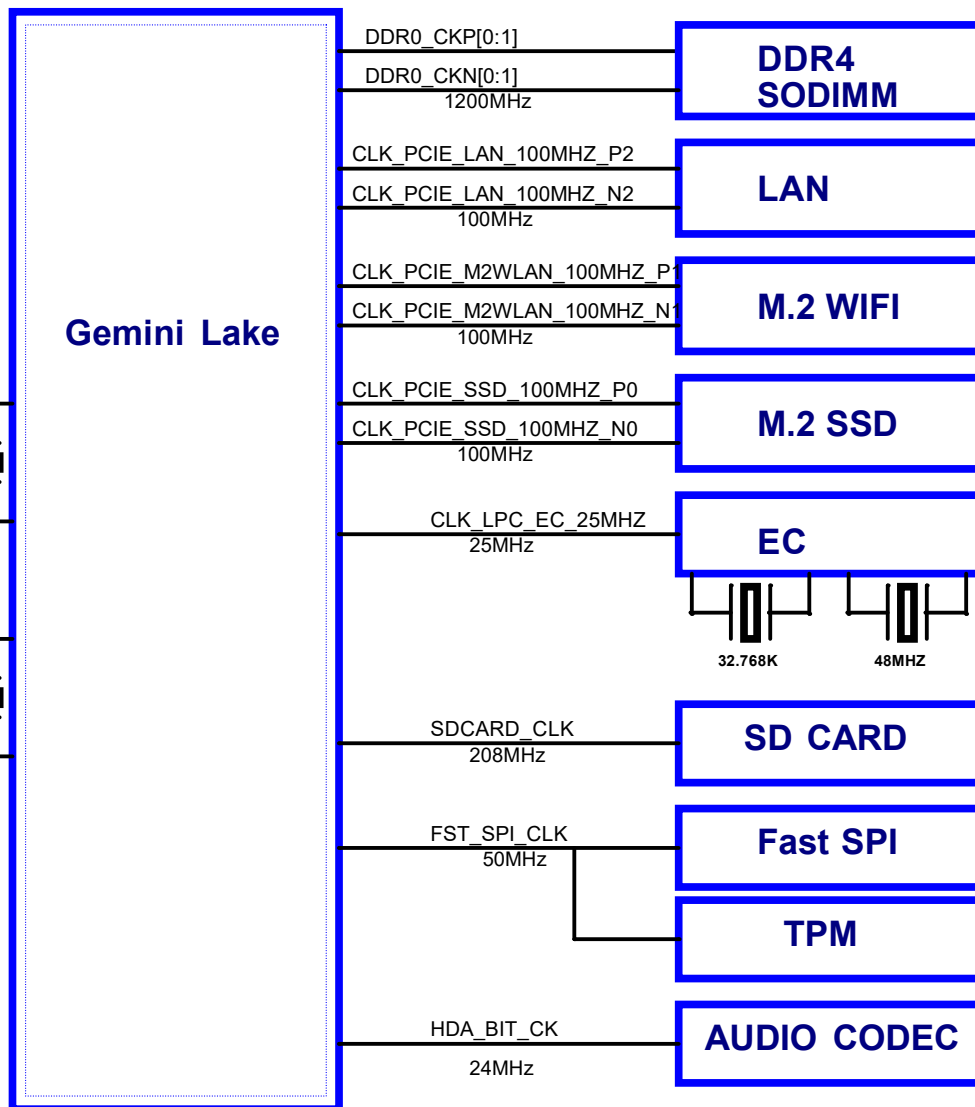 DDR0_CKP[0:1]
DDR0_CKN[0:1]
1200MHz
DDR4
SODIMM
CLK_PCIE_LAN_100MHZ_P2
CLK_PCIE_LAN_100MHZ_N2
100MHz
LAN
CLK_PCIE_M2WLAN_100MHZ_P1
CLK_PCIE_M2WLAN_100MHZ_N1
100MHz
M.2 WIFI
Gemini Lake
CLK_PCIE_SSD_100MHZ_P0
CLK_PCIE_SSD_100MHZ_N0
100MHz
M.2 SSD
CLK_LPC_EC_25MHZ
25MHz
EC
32.768K
48MHZ
SDCARD_CLK
208MHz
SD CARD
FST_SPI_CLK
50MHz
Fast SPI
TPM
HDA_BIT_CK
24MHz
AUDIO CODEC